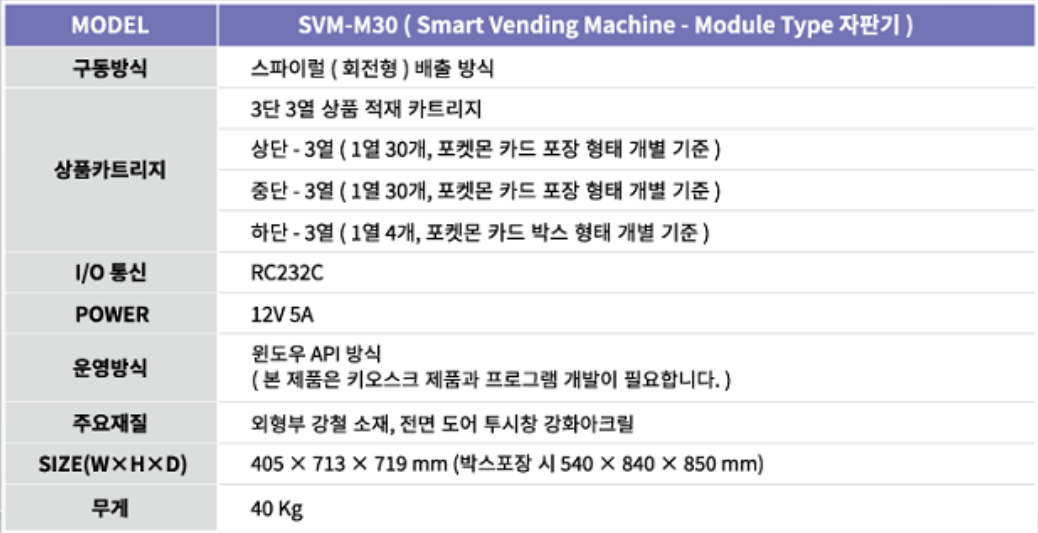 MODEL SVM-M30 ( Smart Vending Machine - Module Type 자판기 )
구동방식 스파이럴 ( 회전형 ) 배출 방식
상품카트리지
3단 3열 상품 적재 카트리지
상단 - 3열 ( 1열 30개, 포켓몬 카드 포장 형태 개별 기준 )
중단 - 3열 ( 1열 30개, 포켓몬 카드 포장 형태 개별 기준 )
하단 - 3열 ( 1열 4개, 포켓몬 카드 박스 형태 개별 기준 )
I/O 통신 RC232C
POWER 12V 5A
운영방식
윈도우 API 방식
( 본 제품은 키오스크 제품과 프로그램 개발이 필요합니다. )
주요재질 외형부 강철 소재, 전면 도어 투시창 강화아크릴
SIZE(W×H×D) 405 × 713 × 719 mm (박스포장 시 540 × 840 × 850 mm)
무게 40 Kg